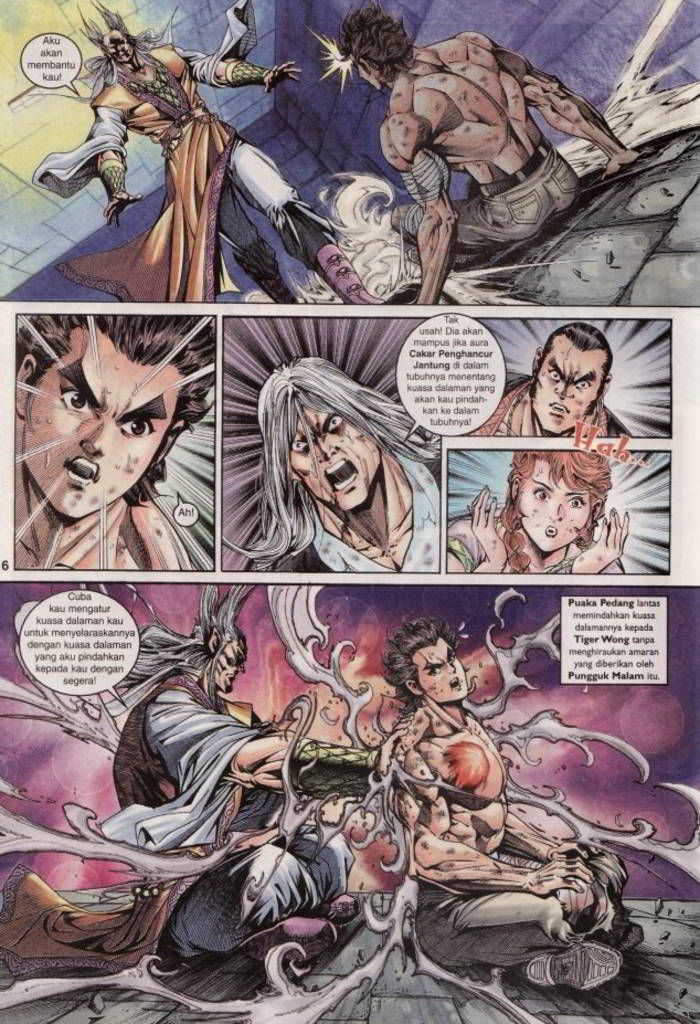 Aku
akan
membantu
kau!
Ah!
Tak
usah! Dia akan
mampus jika aura
Cakar Penghancur
Jantung di dalam
tubuhnya menentang
kuasa dalaman yang
akan kau pindah-
kan ke dalam
tubuhnya!
Hah..
6
Cuba
kau mengatur
kuasa dalaman kau
untuk menyelaraskannya
dengan kuasa dalaman
yang aku pindahkan
kepada kau dengan
segera!
Puaka Pedang lantas
memindahkan kuasa
dalamannya kepada
Tiger Wong tanpa
menghiraukan amaran
yang diberikan oleh
Pungguk Malam itu.